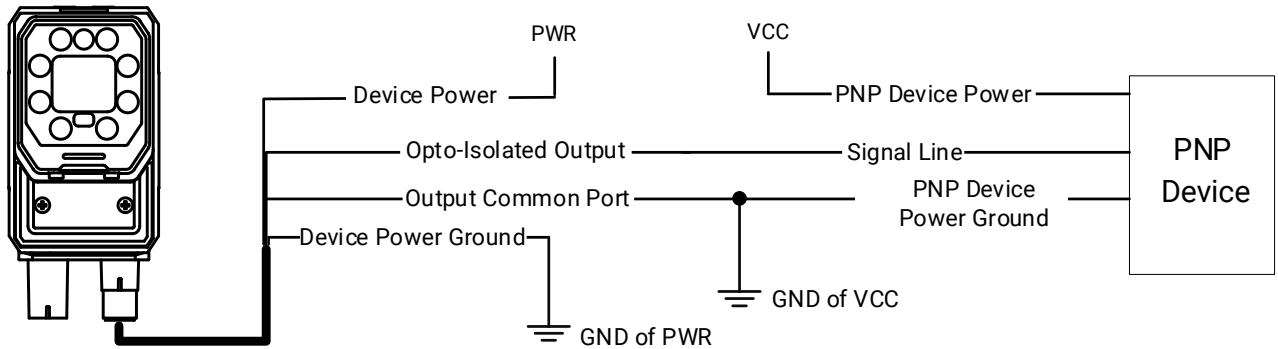 PWR
VCC
Device Power
PNP Device Power
Opto-Isolated Output
Signal Line
PNP
Device
Output Common Port
PNP Device
Power Ground
Device Power Ground
GND of VCC
GND of PWR